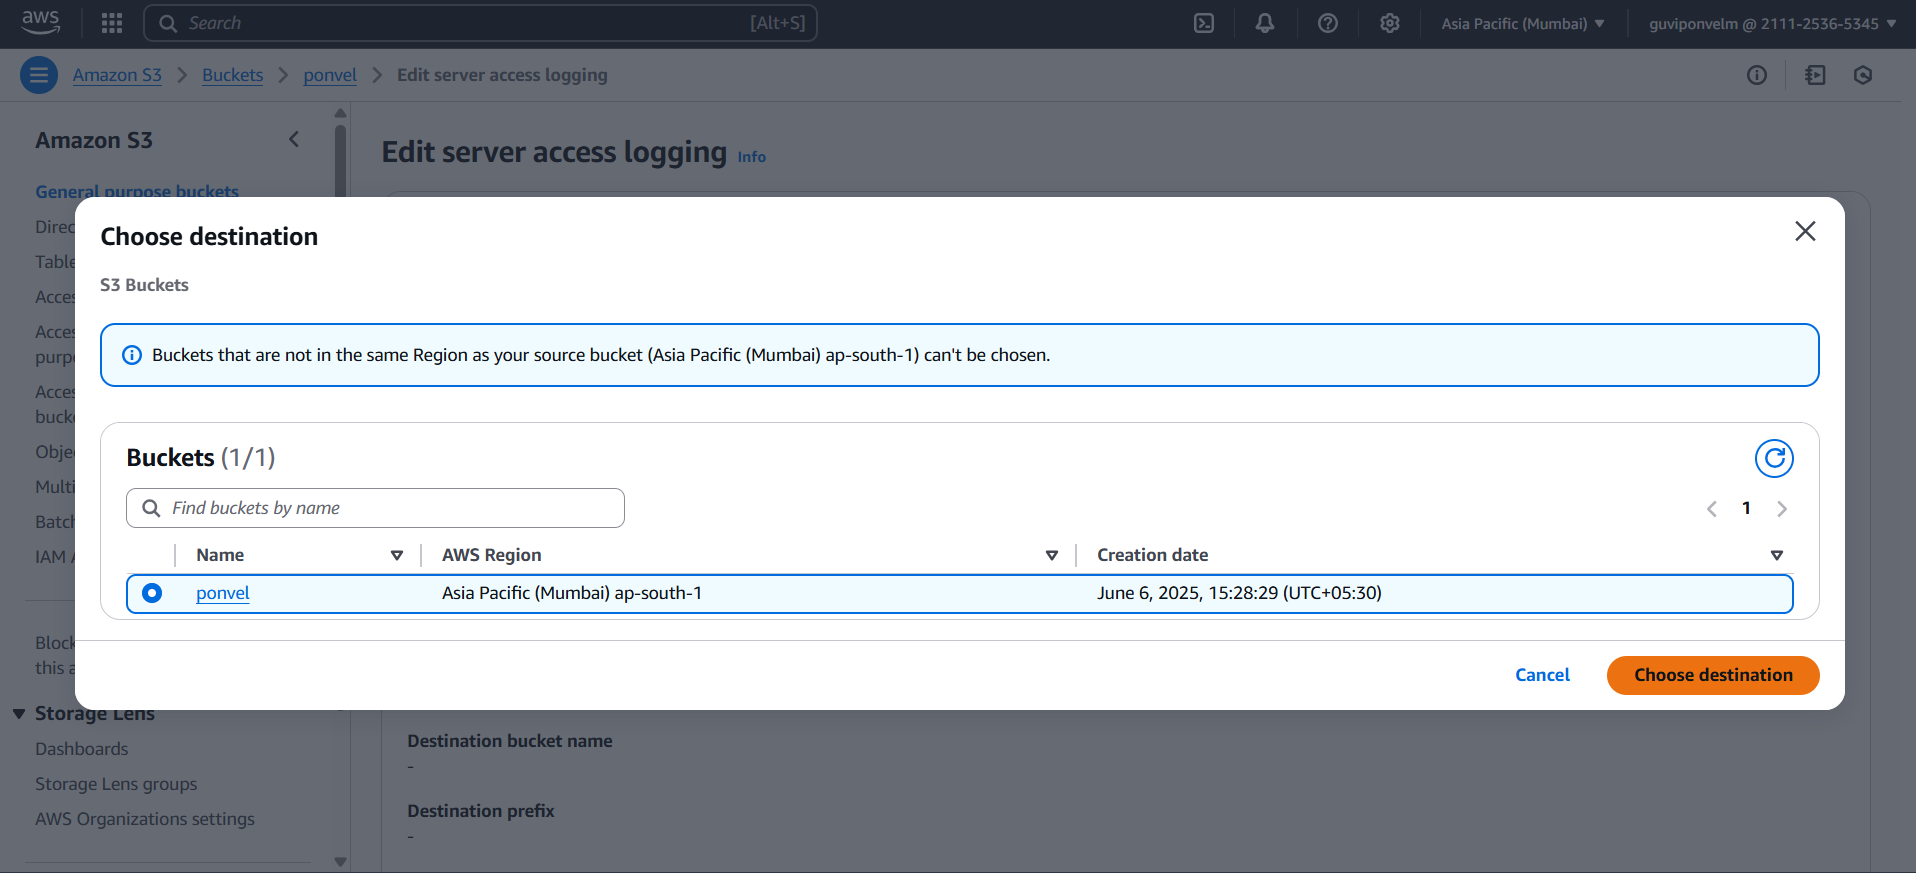 aws
Search
[Alt+S]
Asia Pacific (Mumbai)
guviponvelm @ 2111-2536-5345
Amazon S3
Buckets
ponvel
Edit server access logging
Amazon S3
General purpose buckets
Edit server access logging
Info
Direc
Table
Acces
Acces
purpo
Acces
bucke
Objec
Multi
Batch
IAM A
Block
this a
Choose destination
S3 Buckets
Buckets that are not in the same Region as your source bucket (Asia Pacific (Mumbai) ap-south-1) can't be chosen.
Buckets (1/1)
Find buckets by name
1
Name
AWS Region
Creation date
ponvel
Asia Pacific (Mumbai) ap-south-1
June 6, 2025, 15:28:29 (UTC+05:30)
Cancel
Choose destination
Storage Lens
Dashboards
Storage Lens groups
AWS Organizations settings
Destination bucket name
-
Destination prefix
-